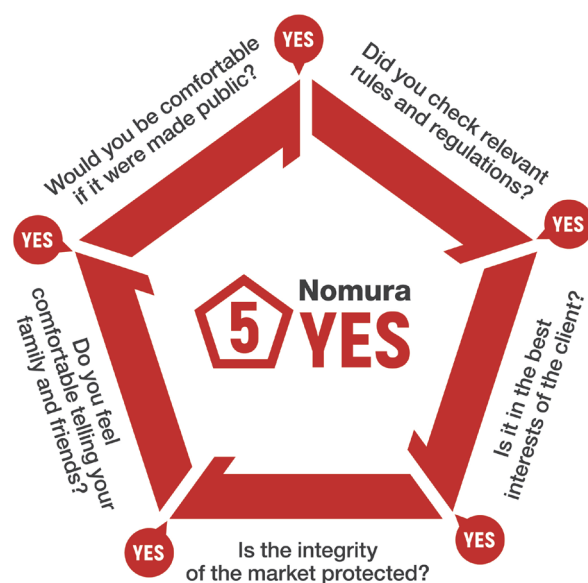 YES
Did you check relevant
rules and regulations?
YES
Is it in the best
interests of the client?
YES
Is the integrity
of the market protected?
YES
Do you feel
comfortable telling your
family and friends?
YES
Would you be comfortable
if it were made public?
5
Nomura
YES